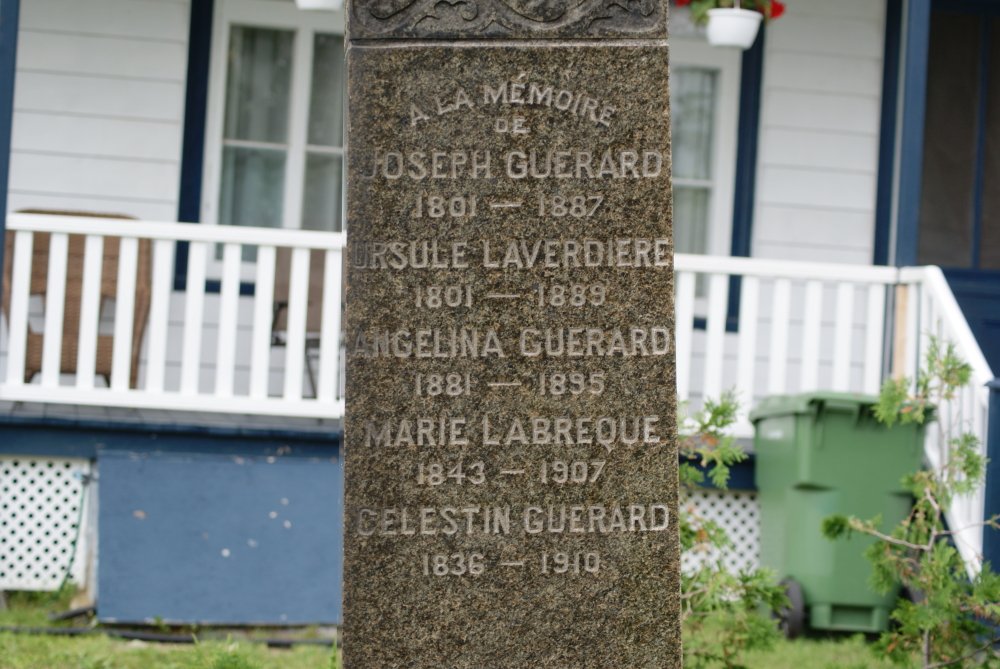 A LA MÉMOIRE
DE
JOSEPH GUERARD
1801 — 1887
URSULE LAVERDIERE
1801 — 1889
ANGELINA GUERARD
1881 — 1895
MARIE LABREQUE
1843 — 1907
CELESTIN GUERARD
1836 — 1910